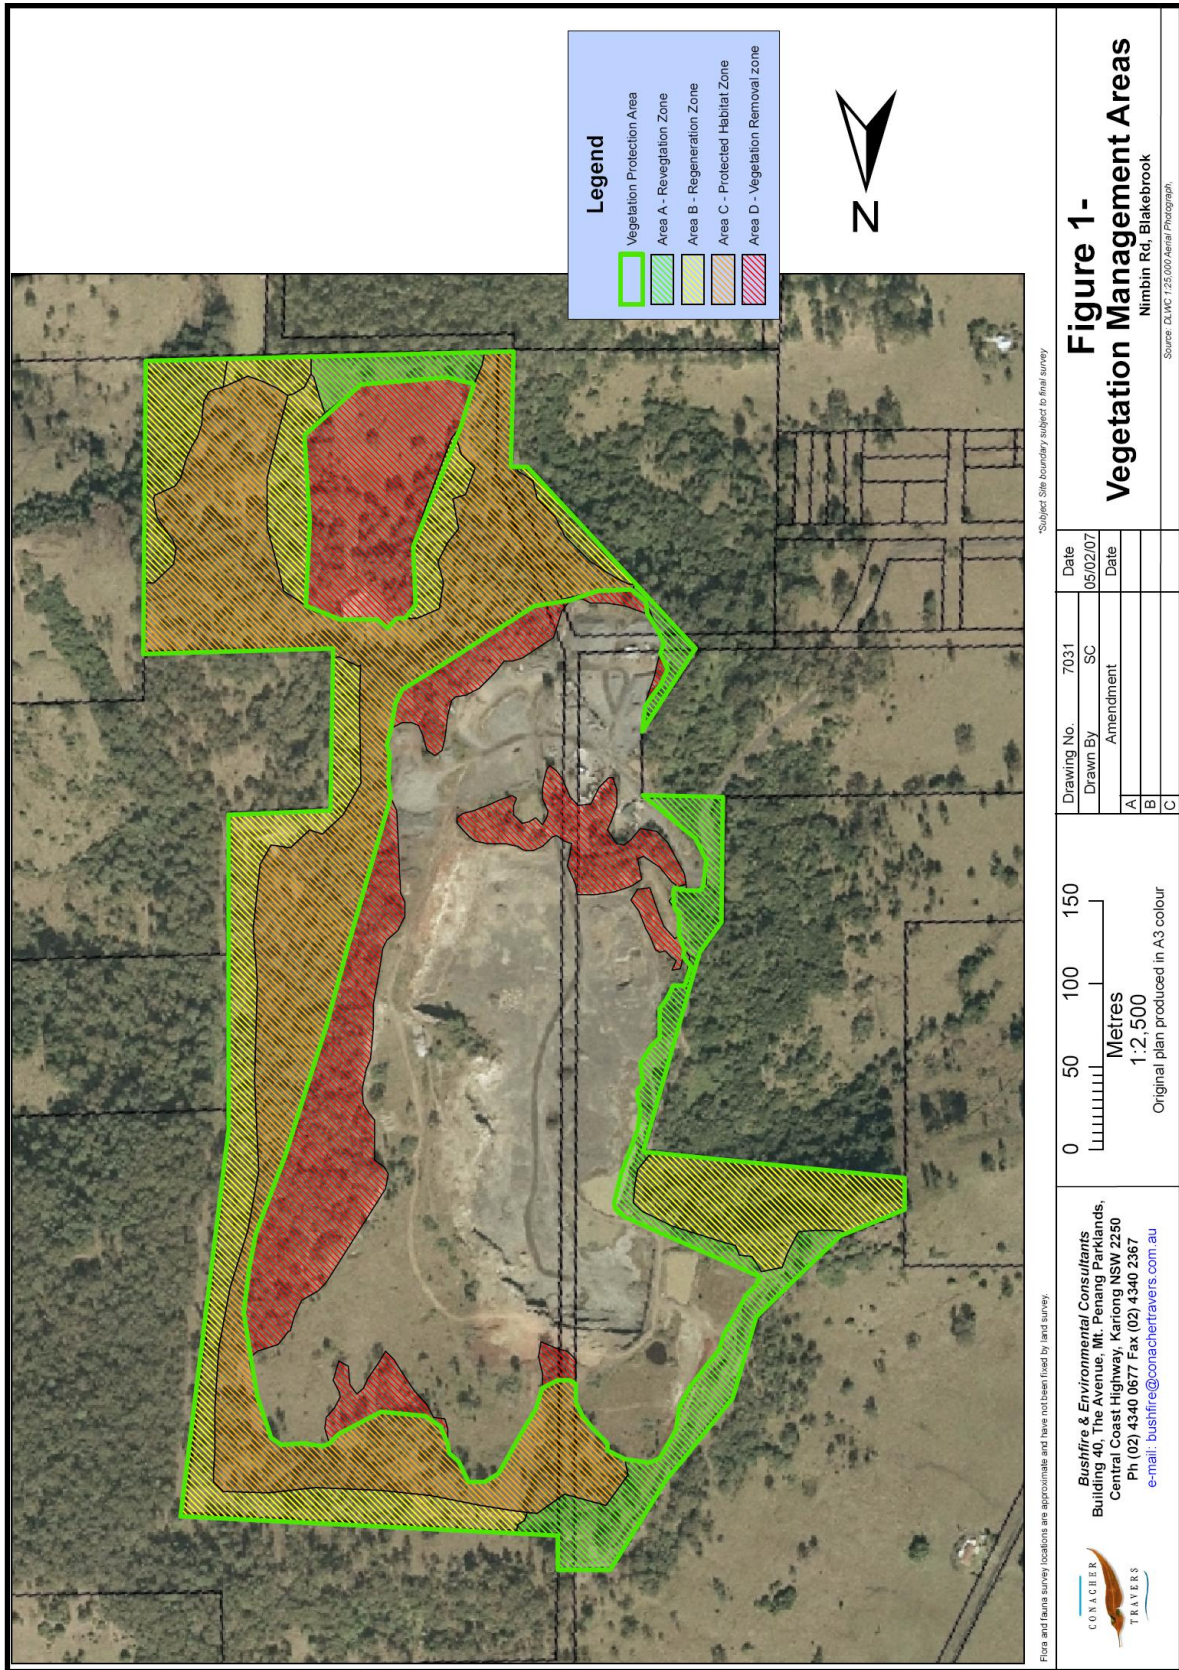 Legend
Vegetation Protection Area
Area A - Revegtation Zone
Area B - Regeneration Zone
Area C - Protected Habitat Zone
Area D - Vegetation Removal zone
N
Flora and fauna survey locations are approximate and have not been fixed by land survey.
*Subject Site boundary subject to final survey
CONACHER
TRAVERS
Bushfire & Environmental Consultants
Building 40, The Avenue, Mt. Penang Parklands,
Central Coast Highway, Kariong NSW 2250
Ph (02) 4340 0677 Fax (02) 4340 2367
e-mail: bushfire@conachertravers.com.au
0 50 100 150
Metres
1:2,500
Original plan produced in A3 colour
Drawing No. 7031 Date
Drawn By SC 05/02/07
Amendment Date
A
B
C
Figure 1-
Vegetation Management Areas
Nimbin Rd, Blakebrook
Source: DLWC 1:25,000 Aerial Photograph.